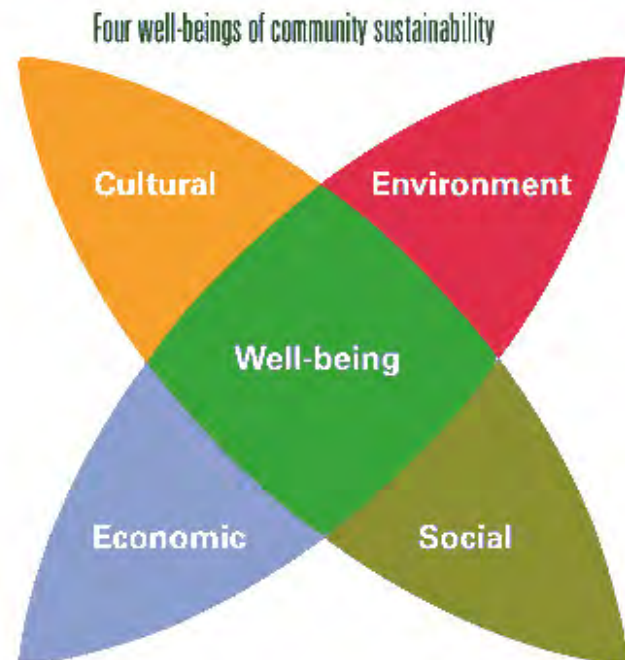 Four well-beings of community sustainability
Cultural
Environment
Well-being
Economic
Social